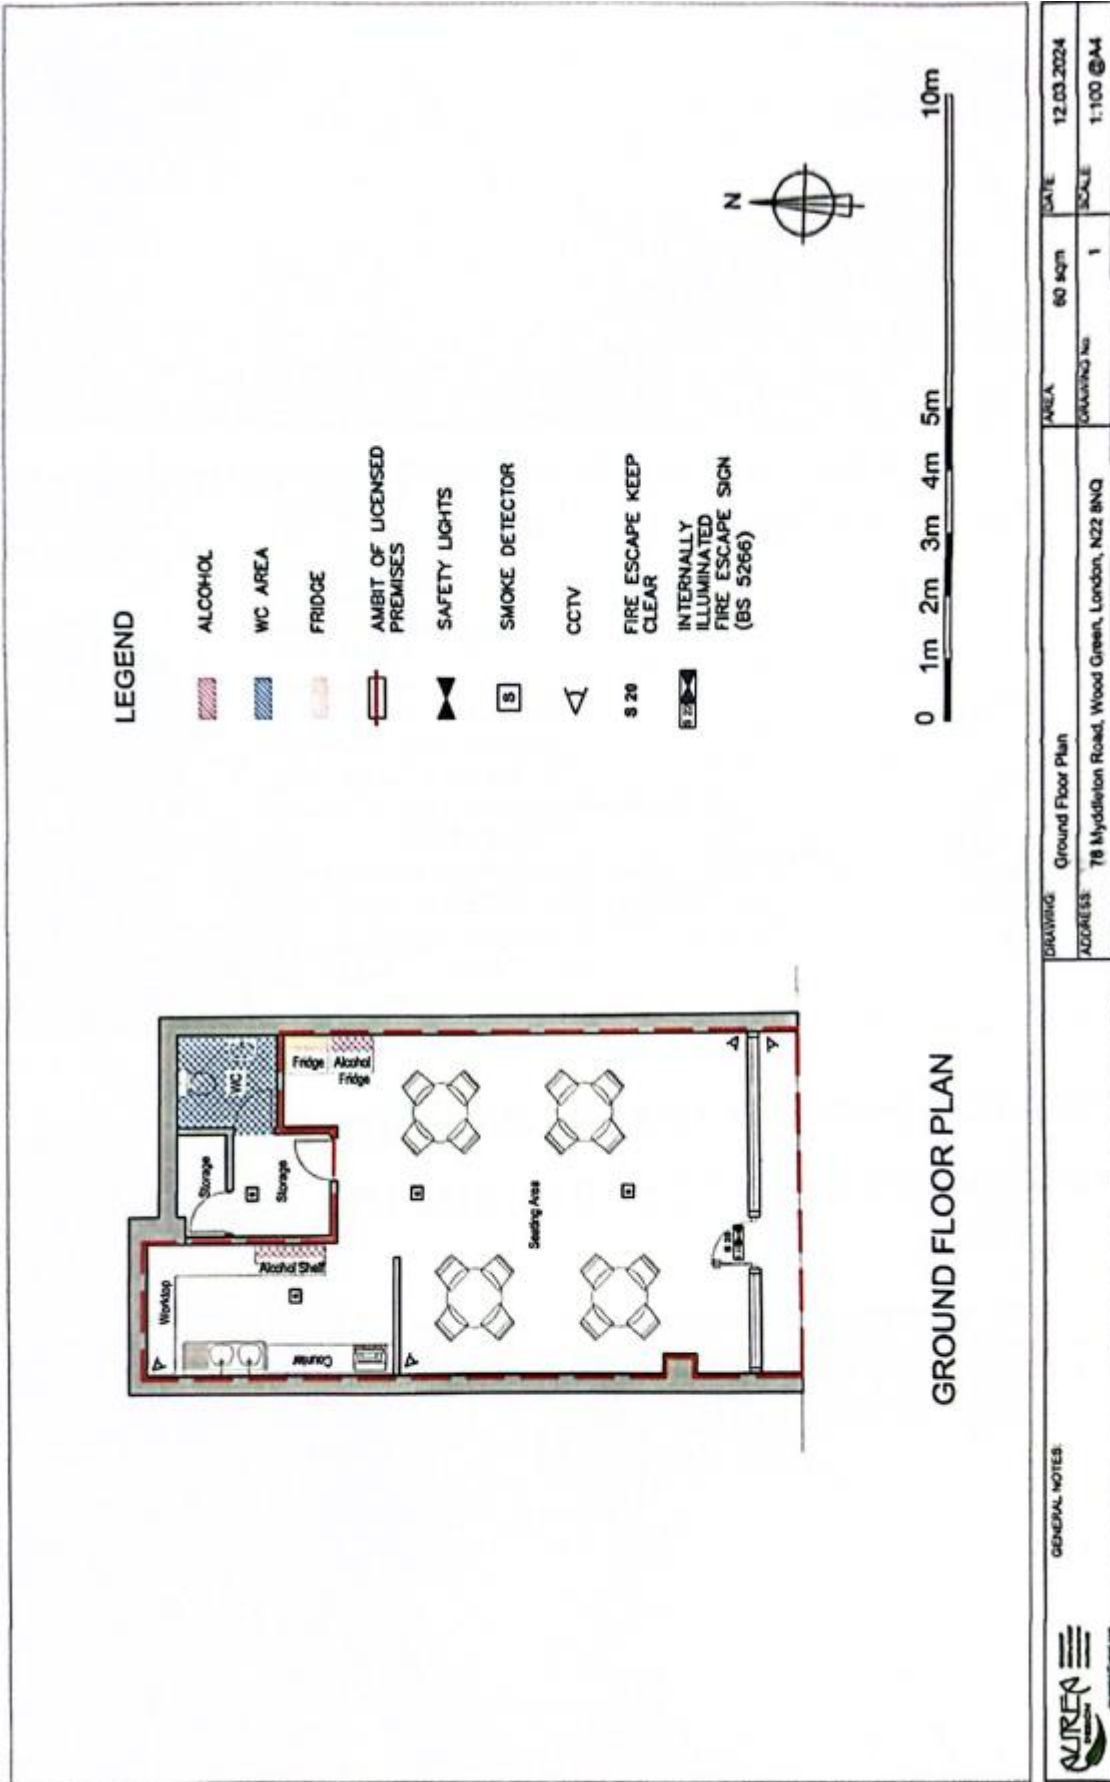 LEGEND
ALCOHOL
WC AREA
FRIDGE
AMBIT OF LICENSED
PREMISES
SAFETY LIGHTS
S
SMOKE DETECTOR
CCTV
S 20
FIRE ESCAPE KEEP
CLEAR
INTERNALLY
ILLUMINATED
FIRE ESCAPE SIGN
(BS 5266)
Worktop
Storage
WC
Storage
Alcohol Shelf
Fridge
Alcohol
Fridge
Counter
Seating Area
S 20
N
0 1m 2m 3m 4m 5m 10m
GROUND FLOOR PLAN
AUREA
DESIGN
GENERAL NOTES:
DRAWING: Ground Floor Plan
ADDRESS: 78 Myddleton Road, Wood Green, London, N22 8NQ
AREA: 60 sqm
DRAWING No. 1
DATE: 12.03.2024
SCALE: 1:100 @A4